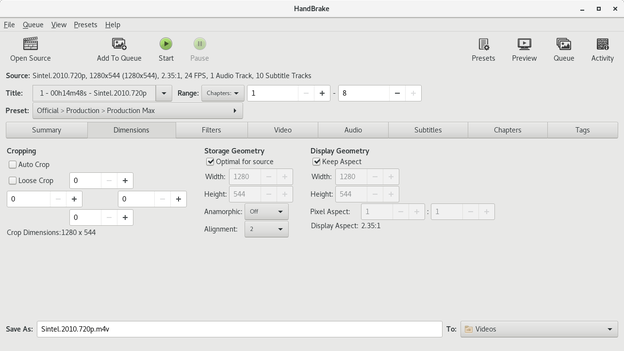 HandBrake
File Queue View Presets Help
Open Source Add To Queue Start Pause Presets Preview Queue Activity
Source: Sintel.2010.720p, 1280x544 (1280x544), 2.35:1, 24 FPS, 1 Audio Track, 10 Subtitle Tracks
Title: 1 - 00h14m48s - Sintel.2010.720p Range: Chapters: 1 - 8
Preset: Official > Production > Production Max
Summary Dimensions Filters Video Audio Subtitles Chapters Tags
Cropping Storage Geometry Display Geometry
Auto Crop Optimal for source Keep Aspect
Loose Crop 0 Width: 1280 Width: 1280
0 0 Height: 544 Height: 544
0 Anamorphic: Off Pixel Aspect: 1 : 1
Crop Dimensions:1280 x 544 Alignment: 2 Display Aspect: 2.35:1
Save As: Sintel.2010.720p.m4v To: Videos